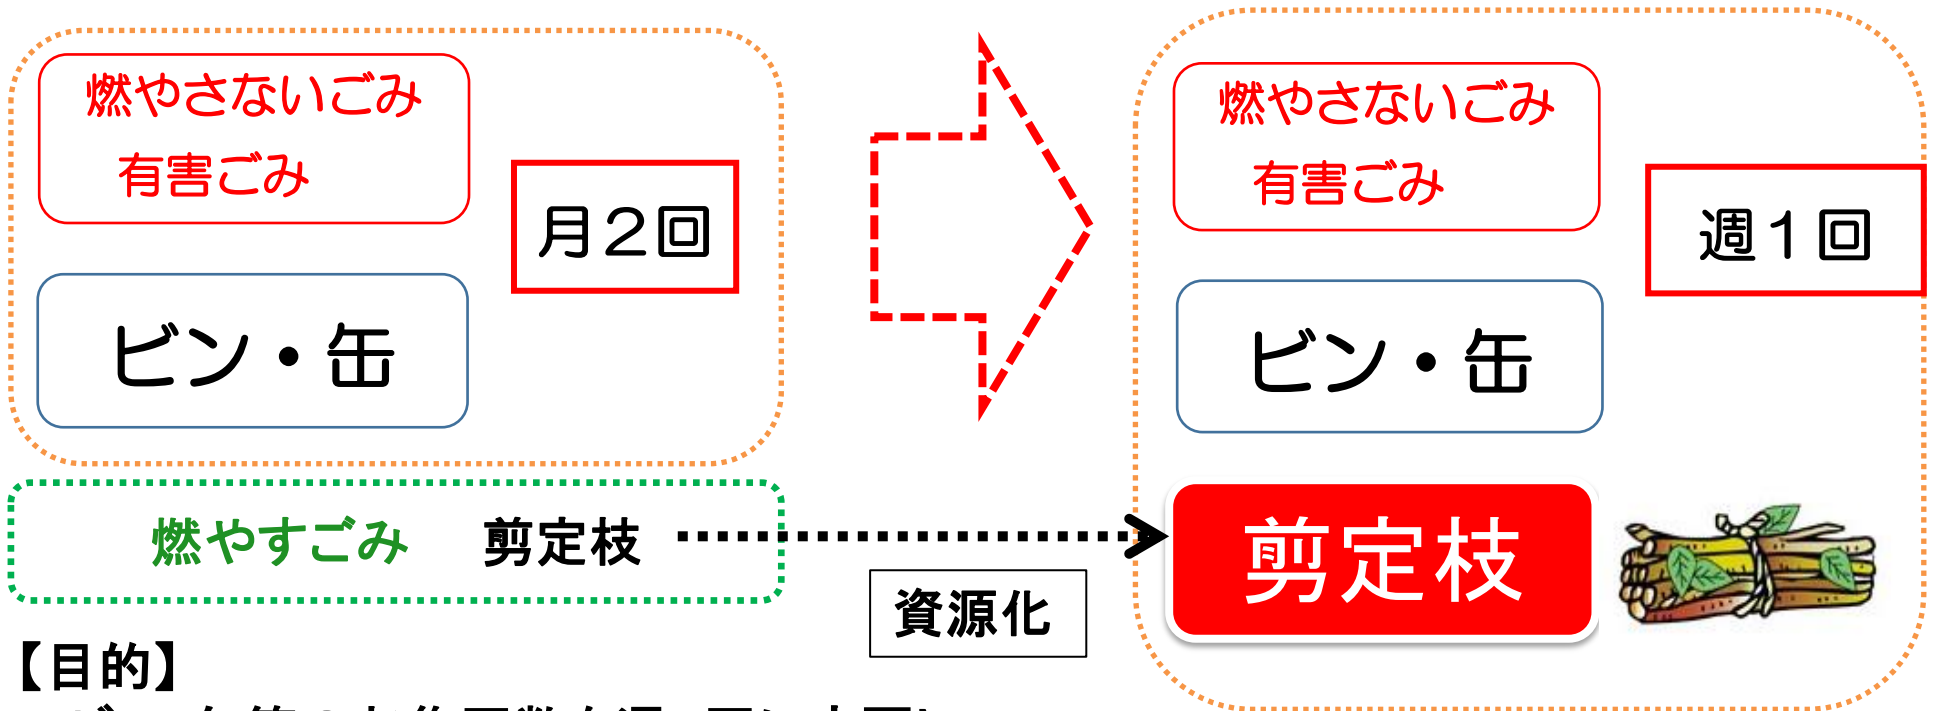 燃やさないごみ
有害ごみ
月2回
ビン・缶
燃やすごみ 剪定枝
資源化
燃やさないごみ
有害ごみ
週1回
ビン・缶
剪定枝
【目的】